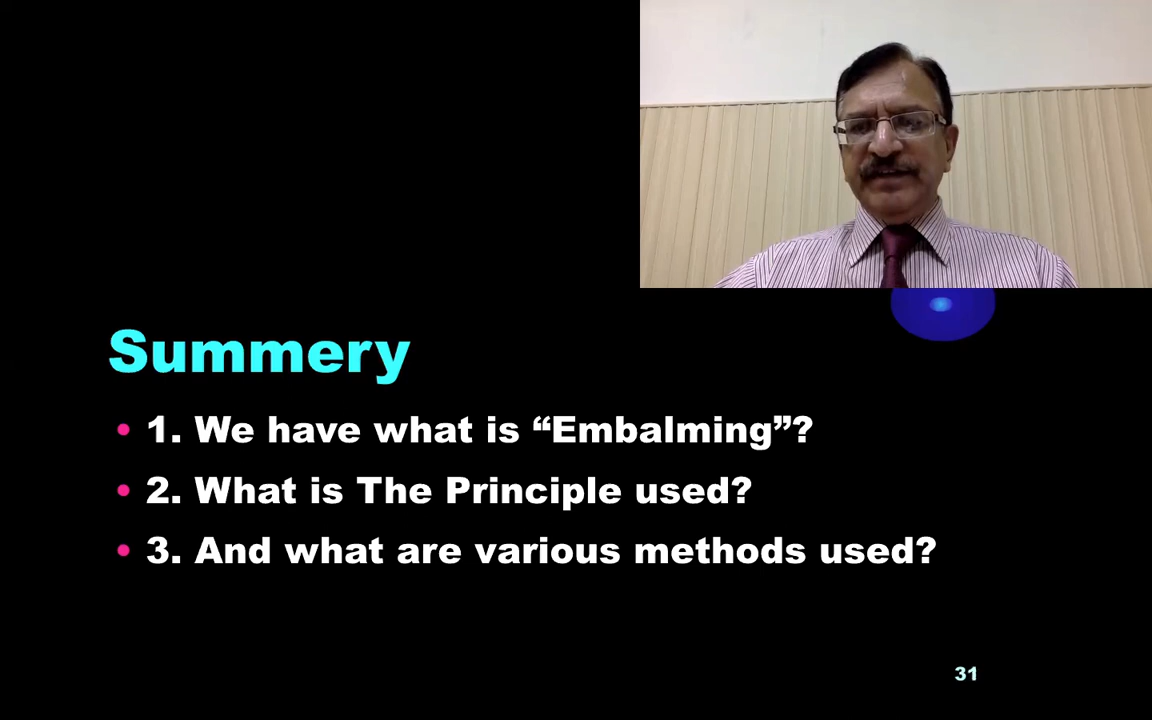 Summery
• 1. We have what is “Embalming”?
• 2. What is The Principle used?
• 3. And what are various methods used?
31